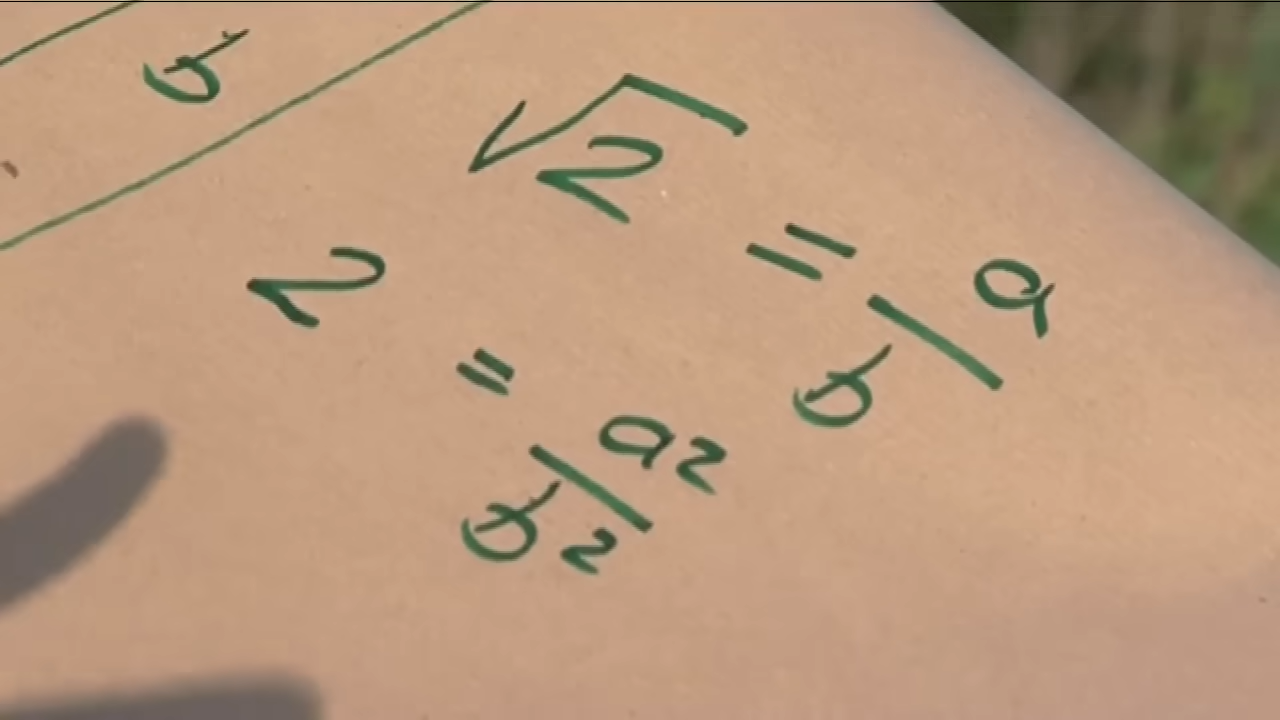 b
√2 = a/b
2 = a²/b²